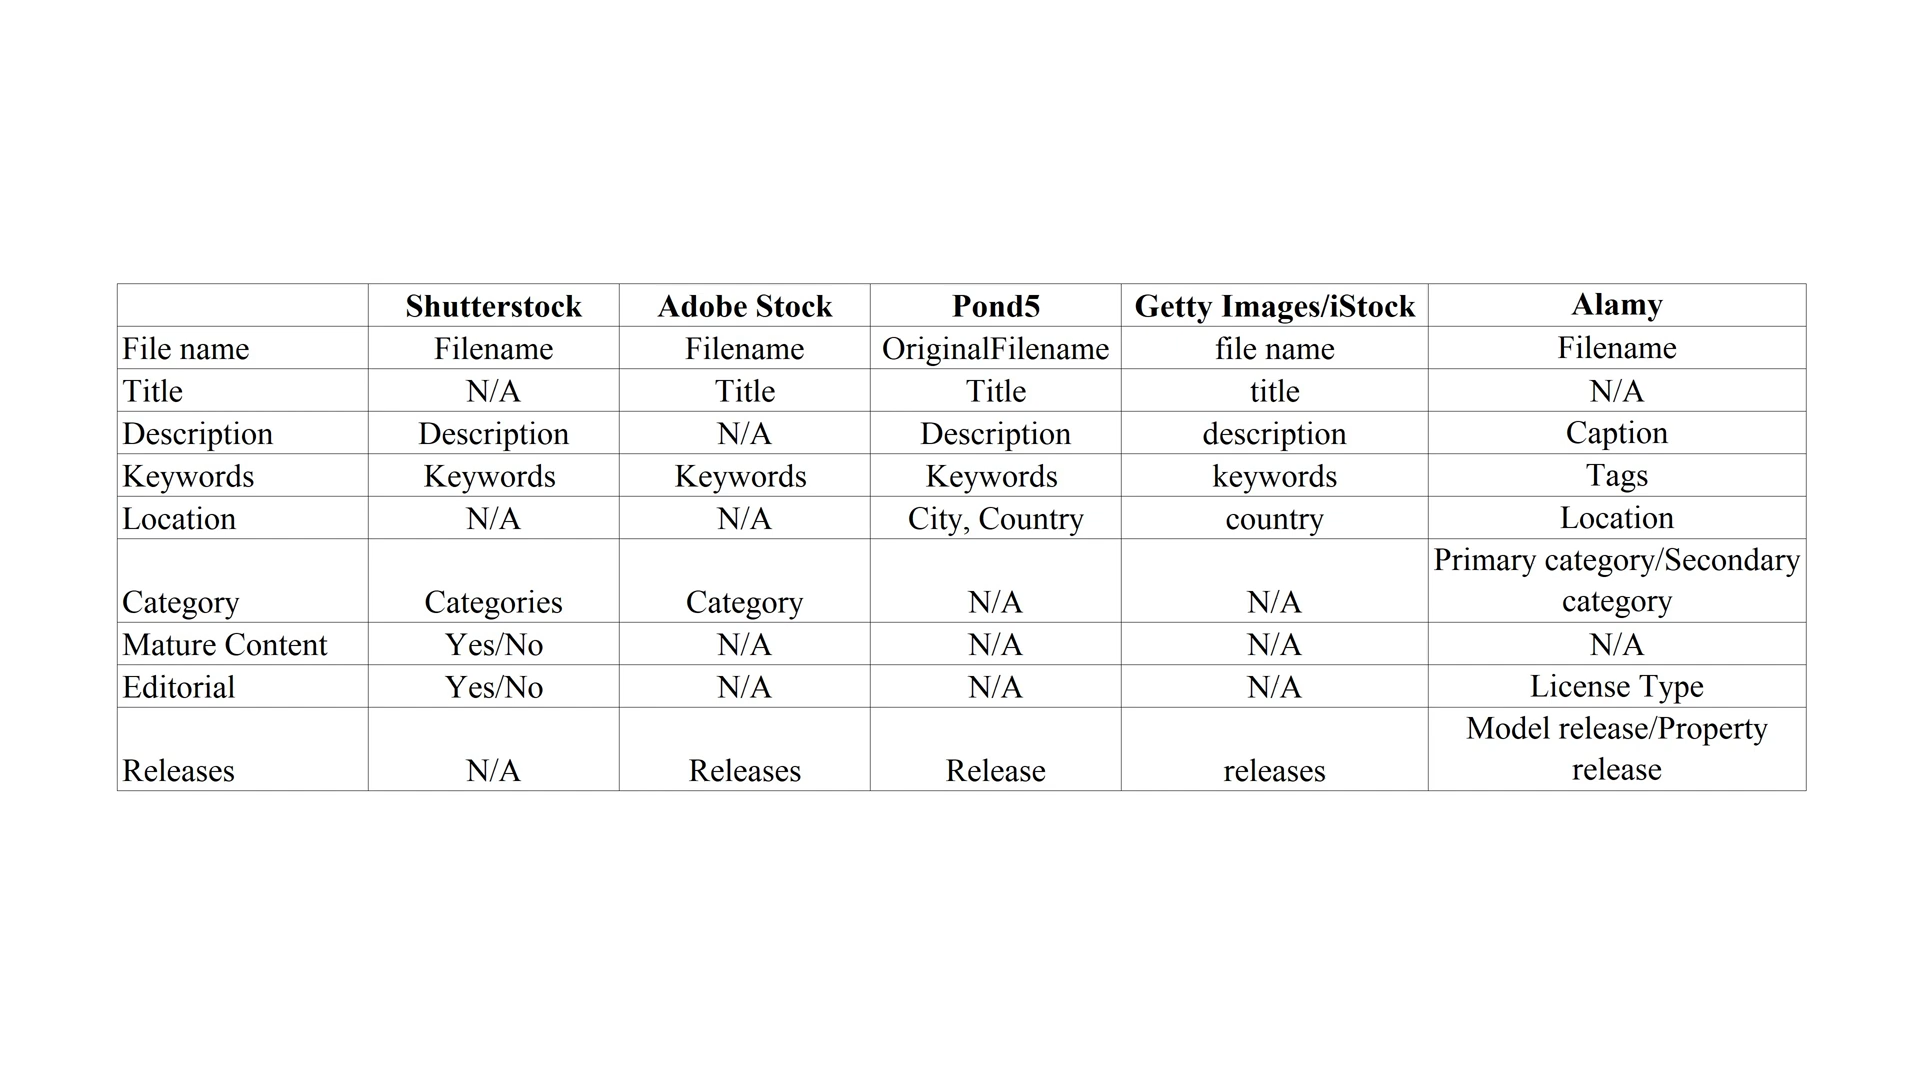 Shutterstock Adobe Stock Pond5 Getty Images/iStock Alamy
File name Filename Filename OriginalFilename file name Filename
Title N/A Title Title title N/A
Description Description N/A Description description Caption
Keywords Keywords Keywords Keywords keywords Tags
Location N/A N/A City, Country country Location
Category Categories Category N/A N/A Primary category/Secondary category
Mature Content Yes/No N/A N/A N/A N/A
Editorial Yes/No N/A N/A N/A License Type
Releases N/A Releases Release releases Model release/Property release